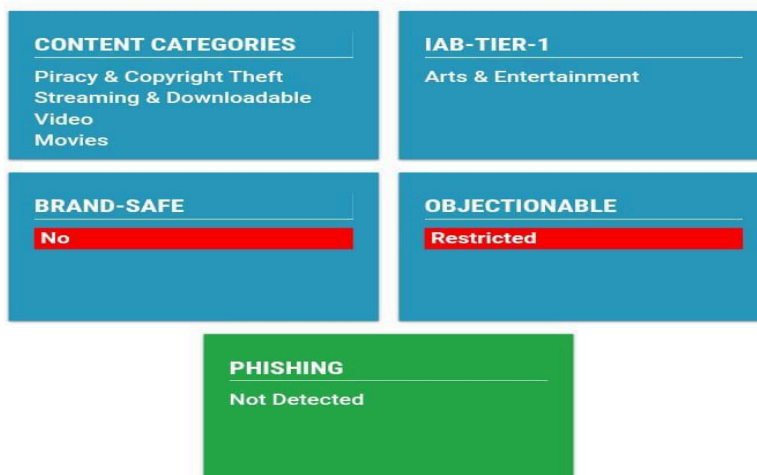 CONTENT CATEGORIES
Piracy & Copyright Theft
Streaming & Downloadable
Video
Movies
IAB-TIER-1
Arts & Entertainment
BRAND-SAFE
No
OBJECTIONABLE
Restricted
PHISHING
Not Detected